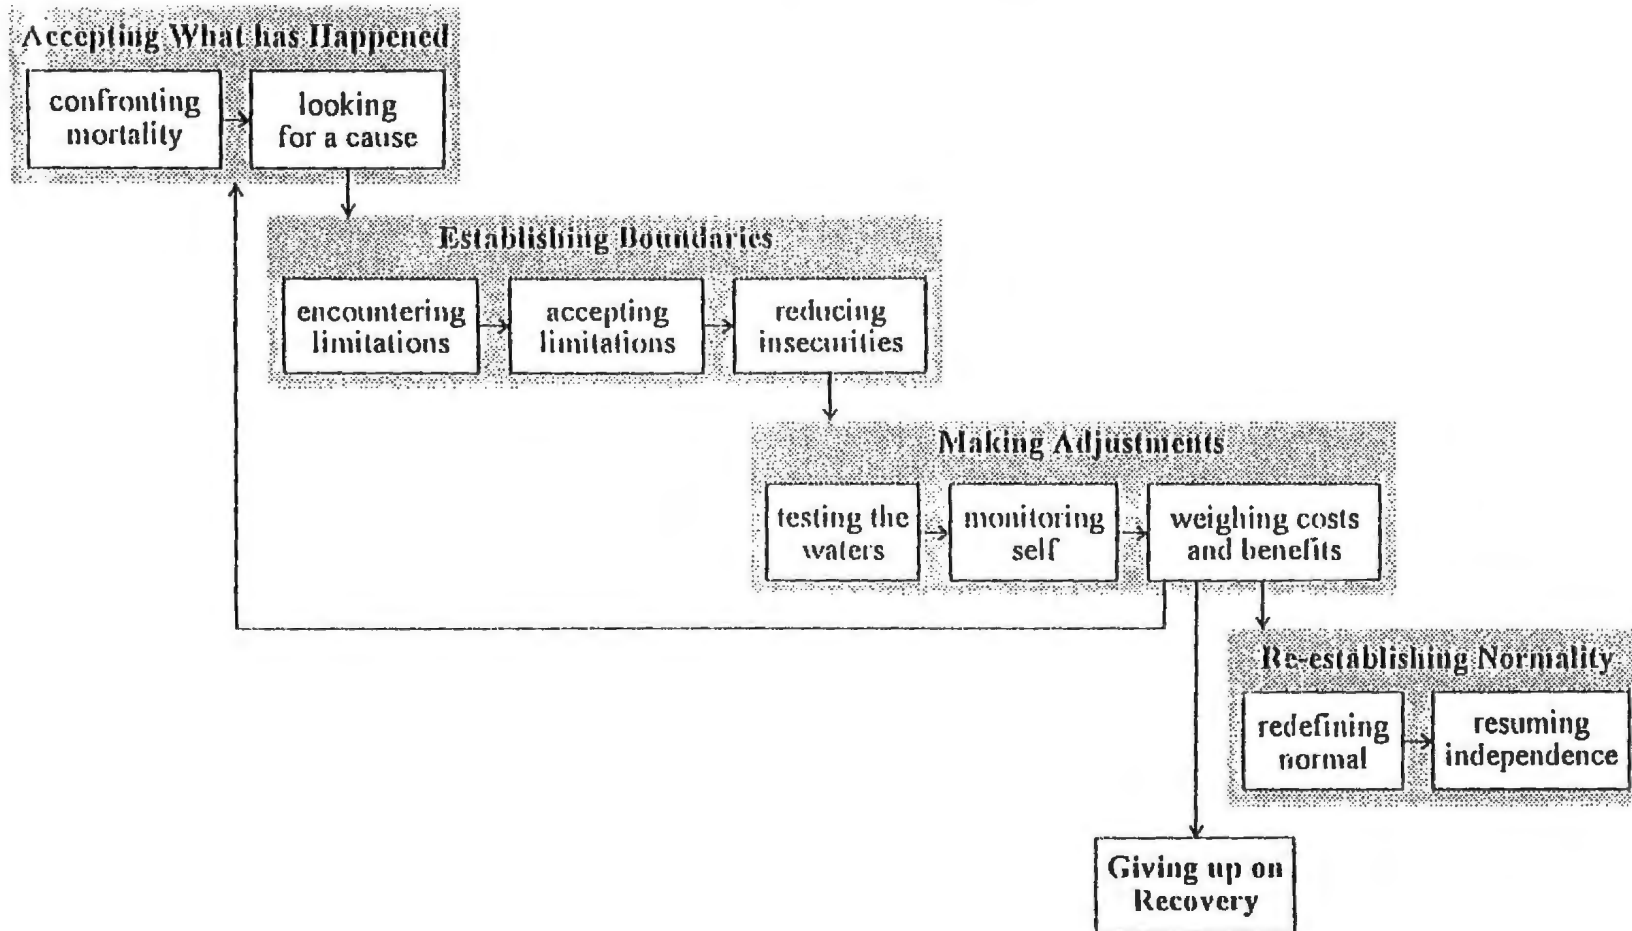 Accepting What has Happened
confronting
mortality
looking
for a cause
Establishing Boundaries
encountering
limitations
accepting
limitations
reducing
insecurities
Making Adjustments
testing the
waters
monitoring
self
weighing costs
and benefits
Re-establishing Normality
redefining
normal
resuming
independence
Giving up on
Recovery